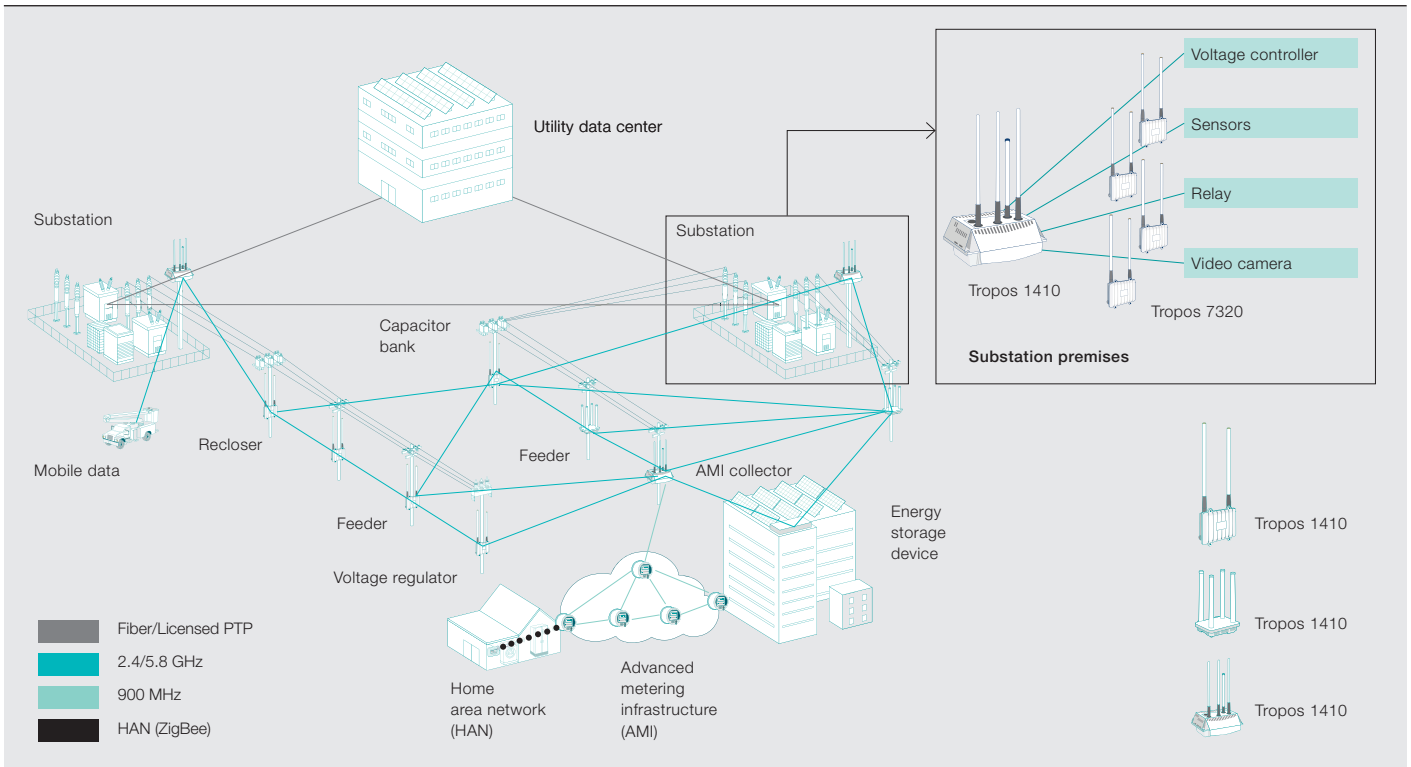 Utility data center
Substation
Substation
Capacitor
bank
Recloser
Mobile data
Feeder
Feeder
AMI collector
Voltage regulator
Energy
storage
device
Home
area network
(HAN)
Advanced
metering
infrastructure
(AMI)
Fiber/Licensed PTP
2.4/5.8 GHz
900 MHz
HAN (ZigBee)
Voltage controller
Sensors
Relay
Video camera
Tropos 1410
Tropos 7320
Substation premises
Tropos 1410
Tropos 1410
Tropos 1410